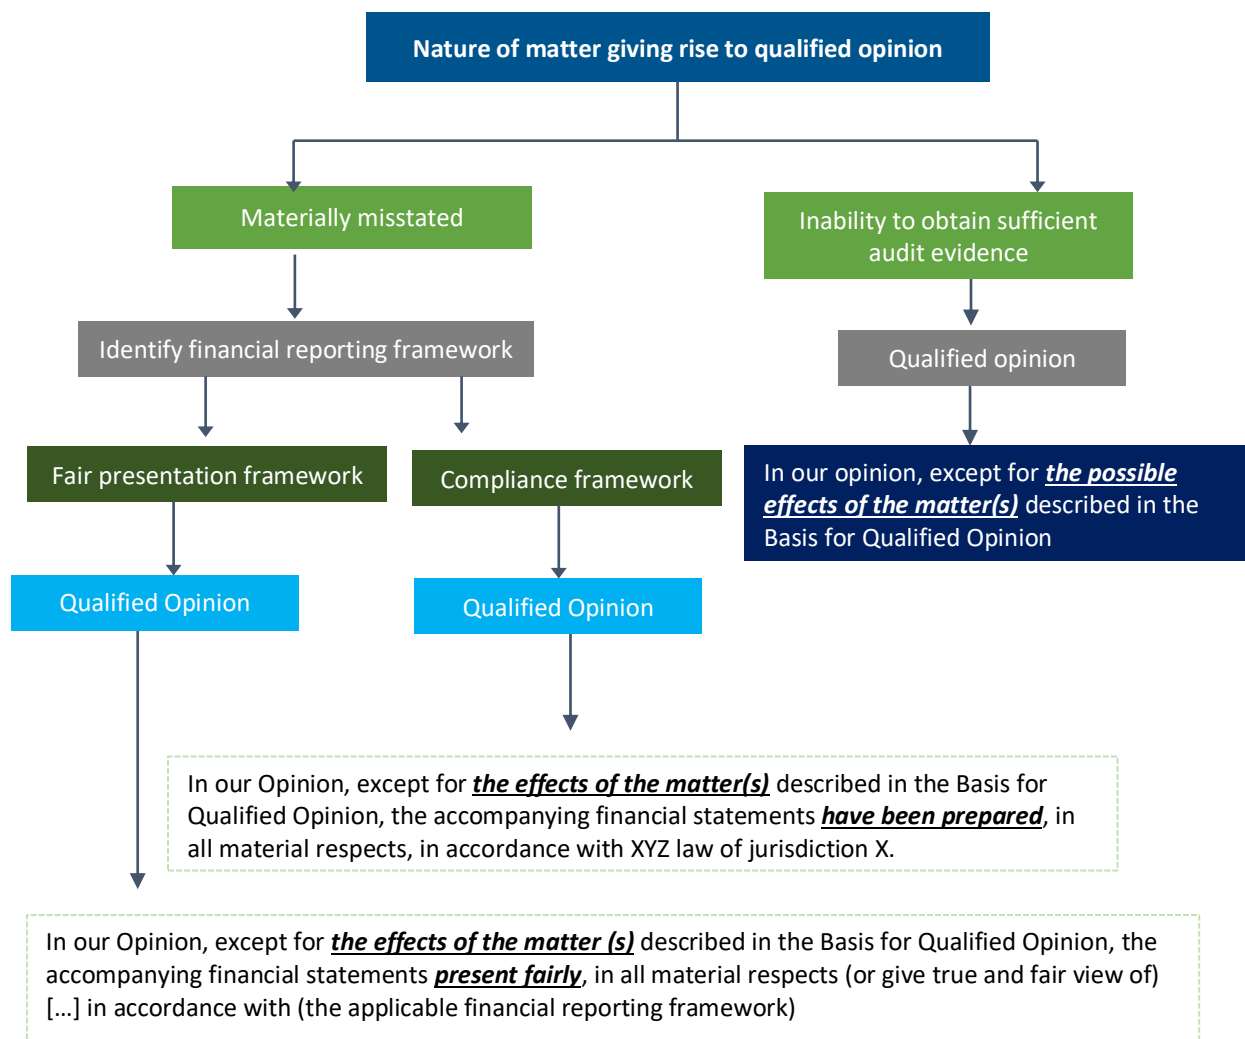 Nature of matter giving rise to qualified opinion
Materially misstated
Inability to obtain sufficient
audit evidence
Identify financial reporting framework
Qualified opinion
Fair presentation framework
Compliance framework
In our opinion, except for the possible
effects of the matter(s) described in the
Basis for Qualified Opinion
Qualified Opinion
Qualified Opinion
In our Opinion, except for the effects of the matter(s) described in the Basis for
Qualified Opinion, the accompanying financial statements have been prepared, in
all material respects, in accordance with XYZ law of jurisdiction X.
In our Opinion, except for the effects of the matter (s) described in the Basis for Qualified Opinion, the
accompanying financial statements present fairly, in all material respects (or give true and fair view of)
[…] in accordance with (the applicable financial reporting framework)